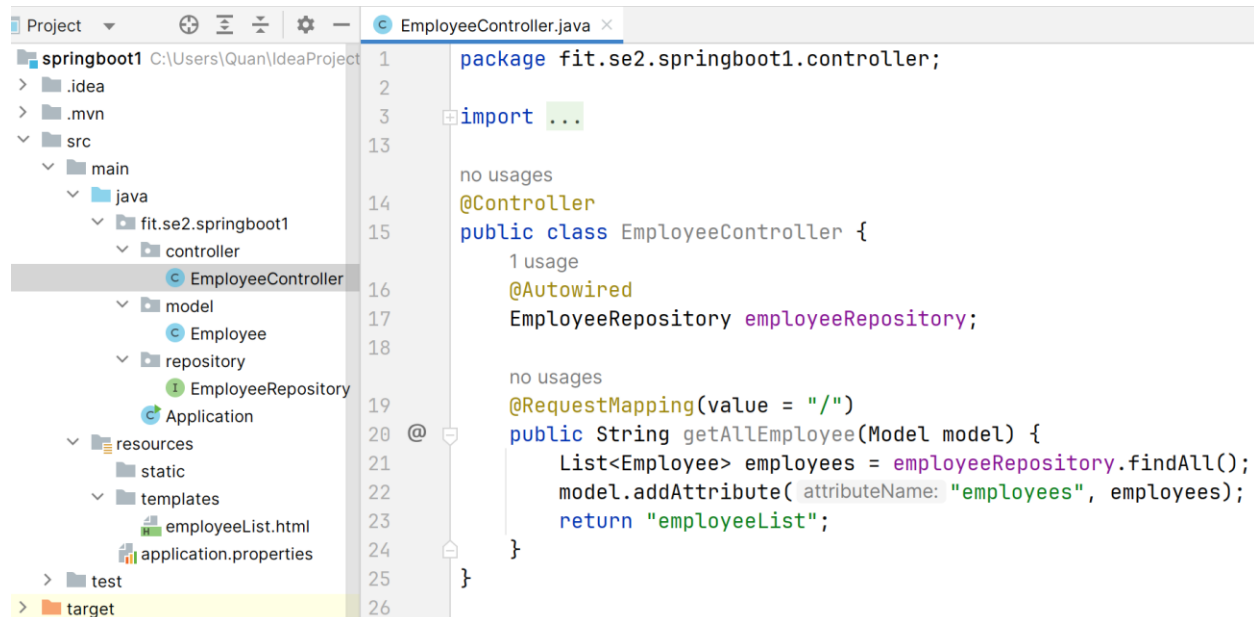 Project
springboot1 C:\Users\Quan\IdeaProject
.idea
.mvn
src
main
java
fit.se2.springboot1
controller
EmployeeController
model
Employee
repository
EmployeeRepository
Application
resources
static
templates
employeeList.html
application.properties
test
target
EmployeeController.java
1 package fit.se2.springboot1.controller;
2
3 import ...
13
no usages
14 @Controller
15 public class EmployeeController {
1 usage
16 @Autowired
17 EmployeeRepository employeeRepository;
18
no usages
19 @RequestMapping(value = "/")
20 @ public String getAllEmployee(Model model) {
21 List<Employee> employees = employeeRepository.findAll();
22 model.addAttribute( attributeName: "employees", employees);
23 return "employeeList";
24 }
25 }
26